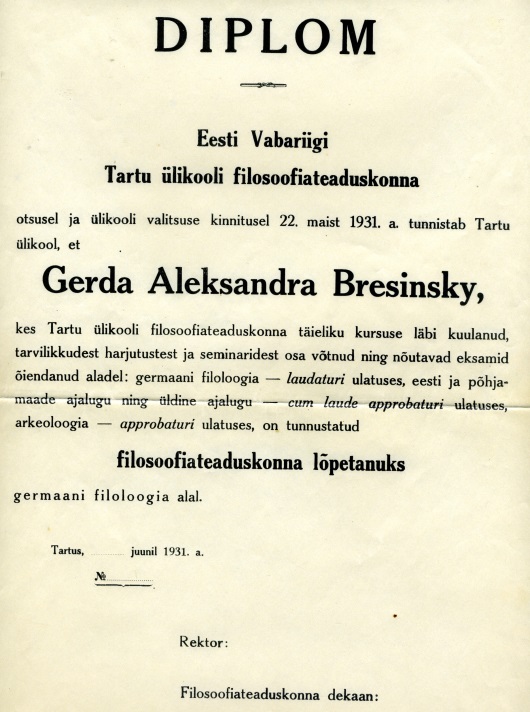 DIPLOM
Eesti Vabariigi
Tartu ülikooli filosoofiateaduskonna
otsusel ja ülikooli valitsuse kinnitusel 22. maist 1931. a. tunnistab Tartu
ülikool, et
Gerda Aleksandra Bresinsky,
kes Tartu ülikooli filosoofiateaduskonna täieliku kursuse läbi kuulanud,
tarvilikkudest harjutustest ja seminaridest osa võtnud ning nõutavad eksamid
õiendanud aladel: germaani filoloogia — laudaturi ulatuses, eesti ja põhja-
maade ajalugu ning üldine ajalugu — cum laude approbaturi ulatuses,
arkeoloogia — approbaturi ulatuses, on tunnustatud
filosoofiateaduskonna lõpetanuks
germaani filoloogia alal.
Tartus, ........ juunil 1931. a.
№ ............
Rektor:
Filosoofiateaduskonna dekaan: